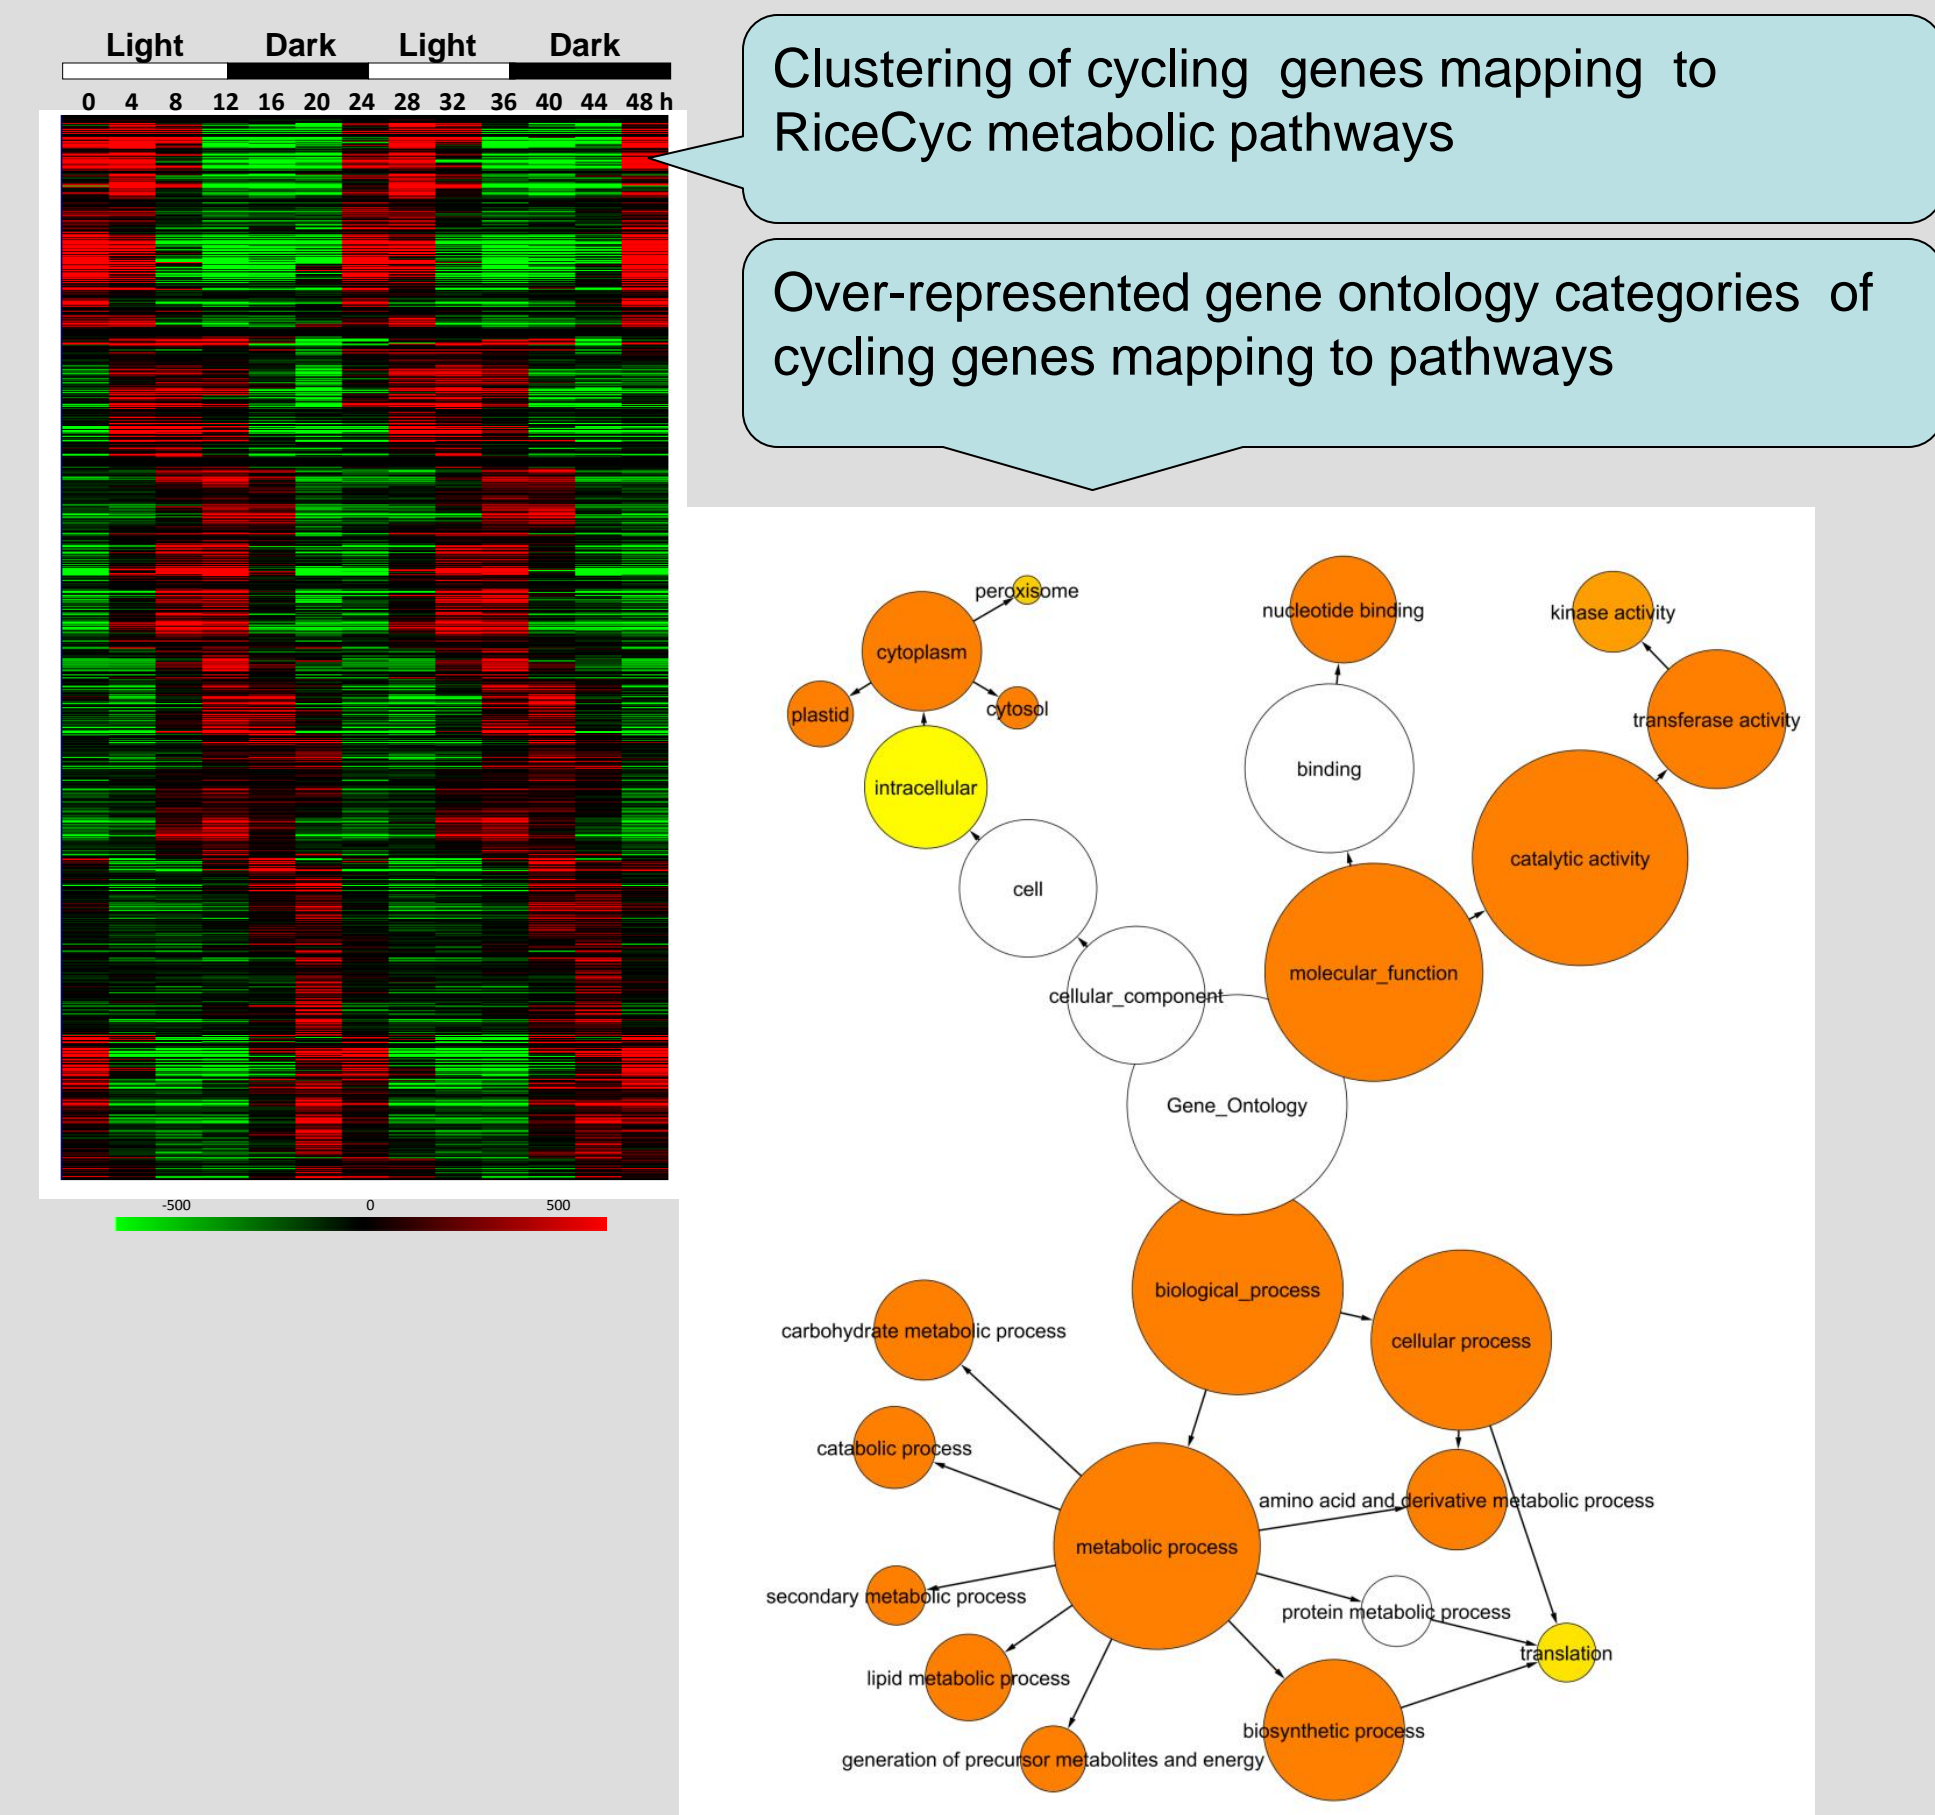 Light Dark Light Dark
0 4 8 12 16 20 24 28 32 36 40 44 48 h
Clustering of cycling genes mapping to
RiceCyc metabolic pathways
Over-represented gene ontology categories of
cycling genes mapping to pathways
-500 0 500
peroxisome
cytoplasm
plastid
cytosol
intracellular
cell
cellular_component
nucleotide binding
kinase activity
transferase activity
binding
catalytic activity
molecular_function
Gene_Ontology
biological_process
cellular process
carbohydrate metabolic process
catabolic process
amino acid and derivative metabolic process
metabolic process
secondary metabolic process
protein metabolic process
translation
lipid metabolic process
biosynthetic process
generation of precursor metabolites and energy